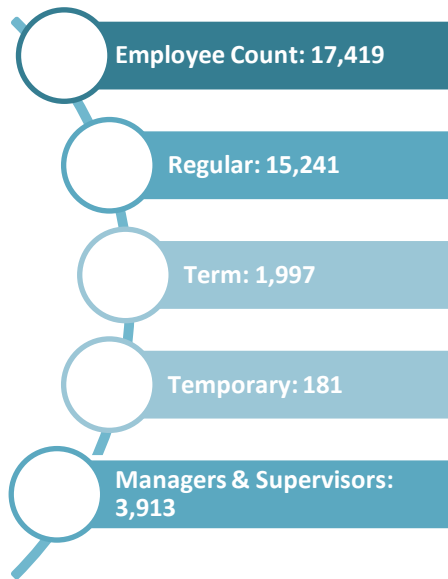 Employee Count: 17,419
Regular: 15,241
Term: 1,997
Temporary: 181
Managers & Supervisors:
3,913